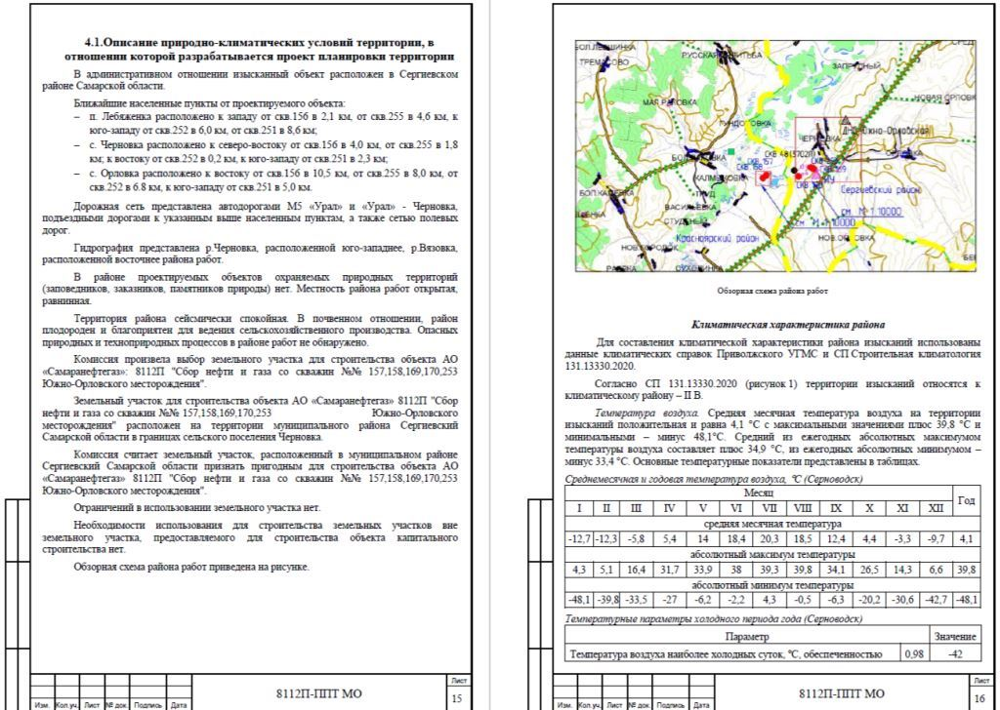 4.1.Описание природно-климатических условий территории, в
отношении которой разрабатывается проект планировки территории
В административном отношении изысканный объект расположен в Сергиевском
районе Самарской области.
Ближайшие населенные пункты от проектируемого объекта:
– п. Лебяженка расположено к западу от скв.156 в 2,1 км, от скв.255 в 4,6 км, к
юго-западу от скв.252 в 6,0 км, от скв.251 в 8,6 км;
– с. Черновка расположено к северо-востоку от скв.156 в 4,0 км, от скв.255 в 1,8
км; к востоку от скв.252 в 0,2 км, к юго-западу от скв.251 в 2,3 км;
– с. Орловка расположено к востоку от скв.156 в 10,5 км, от скв.255 в 8,0 км, от
скв.252 в 6.8 км, к юго-западу от скв.251 в 5,0 км.
Дорожная сеть представлена автодорогами М5 «Урал» и «Урал» - Черновка,
подъездными дорогами к указанным выше населенным пунктам, а также сетью полевых
дорог.
Гидрография представлена р.Черновка, расположенной юго-западнее, р.Вязовка,
расположенной восточнее района работ.
В районе проектируемых объектов охраняемых природных территорий
(заповедников, заказников, памятников природы) нет. Местность района работ открытая,
равнинная.
Территория района сейсмически спокойная. В почвенном отношении, район
плодороден и благоприятен для ведения сельскохозяйственного производства. Опасных
природных и техноприродных процессов в районе работ не обнаружено.
Комиссия произвела выбор земельного участка для строительства объекта АО
«Самаранефтегаз»: 8112П "Сбор нефти и газа со скважин №№ 157,158,169,170,253
Южно-Орловского месторождения".
Земельный участок для строительства объекта АО «Самаранефтегаз» 8112П "Сбор
нефти и газа со скважин №№ 157,158,169,170,253 Южно-Орловского
месторождения" расположен на территории муниципального района Сергиевский
Самарской области в границах сельского поселения Черновка.
Комиссия считает земельный участок, расположенный в муниципальном районе
Сергиевский Самарской области признать пригодным для строительства объекта АО
«Самаранефтегаз» 8112П "Сбор нефти и газа со скважин №№ 157,158,169,170,253
Южно-Орловского месторождения".
Ограничений в использовании земельного участка нет.
Необходимости использования для строительства земельных участков вне
земельного участка, предоставляемого для строительства объекта капитального
строительства нет.
Обзорная схема района работ приведена на рисунке.
8112П-ППТ МО
Лист
15
Изм. Кол.уч. Лист № док. Подпись Дата
ТРЕМАСОВО
ЗАПРУДНЫЙ
МАЯ РАКОВКА
НОВАЯ ОРЛОВК
Южно-Орловская
ВАСИЛЬЕВКА
Сергиевский район
Красноярский район
НОВ.ОРЛОВКА
Обзорная схема района работ
Климатическая характеристика района
Для составления климатической характеристики района изысканий использованы
данные климатических справок Приволжского УГМС и СП Строительная климатология
131.13330.2020.
Согласно СП 131.13330.2020 (рисунок 1) территории изысканий относятся к
климатическому району – II В.
Температура воздуха. Средняя месячная температура воздуха на территории
изысканий положительная и равна 4,1 °С с максимальными значениями плюс 39,8 °С и
минимальными – минус 48,1°С. Средний из ежегодных абсолютных максимумом
температуры воздуха составляет плюс 34,9 °С, из ежегодных абсолютных минимумом –
минус 33,4 °С. Основные температурные показатели представлены в таблицах.
Среднемесячная и годовая температура воздуха, °С (Серноводск)
Месяц Год
I II III IV V VI VII VIII IX X XI XII
средняя месячная температура
-12,7 -12,3 -5,8 5,4 14 18,4 20,3 18,5 12,4 4,4 -3,3 -9,7 4,1
абсолютный максимум температуры
4,3 5,1 16,4 31,7 33,9 38 39,3 39,8 34,1 26,5 14,3 6,6 39,8
абсолютный минимум температуры
-48,1 -39,8 -33,5 -27 -6,2 -2,2 4,3 -0,5 -6,3 -20,2 -30,6 -42,7 -48,1
Температурные параметры холодного периода года (Серноводск)
Параметр Значение
Температура воздуха наиболее холодных суток, °С, обеспеченностью 0,98 -42
8112П-ППТ МО
Лист
16
Изм. Кол.уч. Лист № док. Подпись Дата